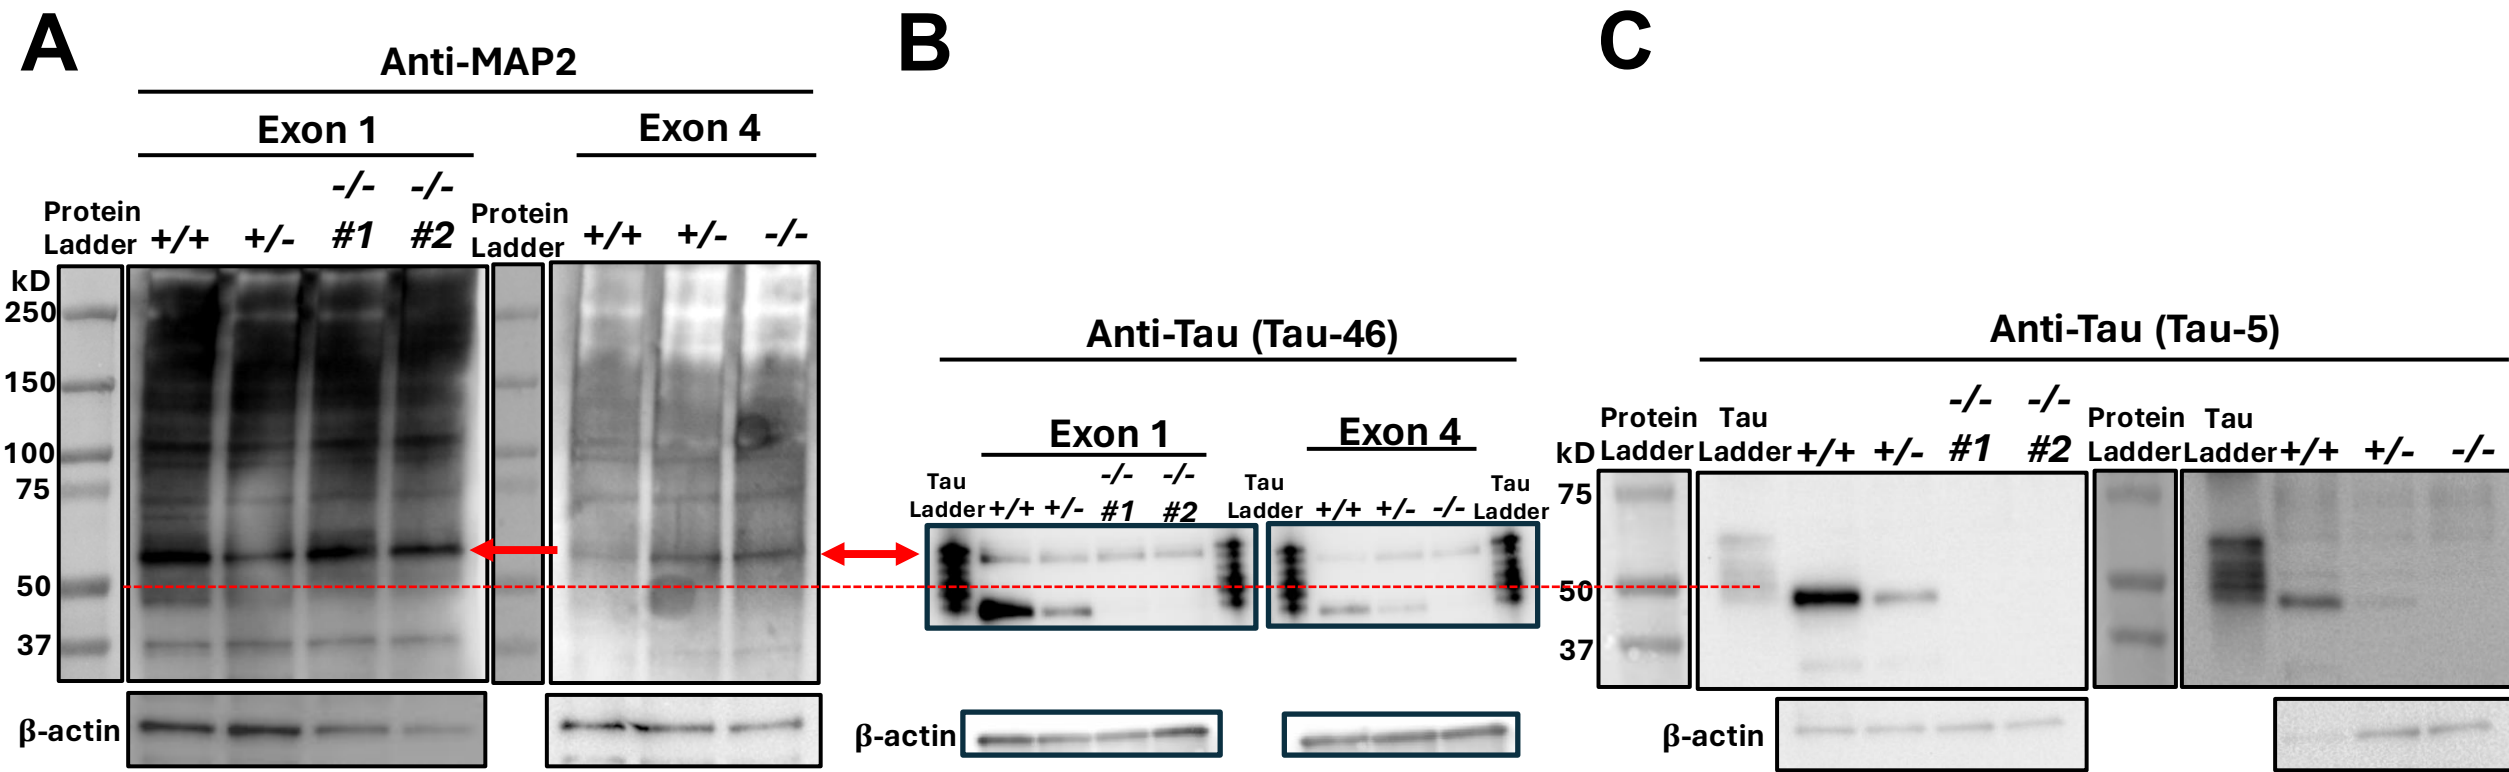 A
Anti-MAP2
Exon 1
Exon 4
-/- -/-
Protein
Ladder +/+ +/- #1 #2
Protein
Ladder +/+ +/- -/-
kD
250
150
100
75
50
37
β-actin
B
Anti-Tau (Tau-46)
Exon 1
Exon 4
-/- -/-
Tau
Ladder +/+ +/- #1 #2
Tau
Ladder +/+ +/- -/-
Tau
Ladder
β-actin
C
Anti-Tau (Tau-5)
-/- -/-
Protein Tau
kD Ladder Ladder +/+ +/- #1 #2
Protein Tau
Ladder Ladder +/+ +/- -/-
75
50
37
β-actin